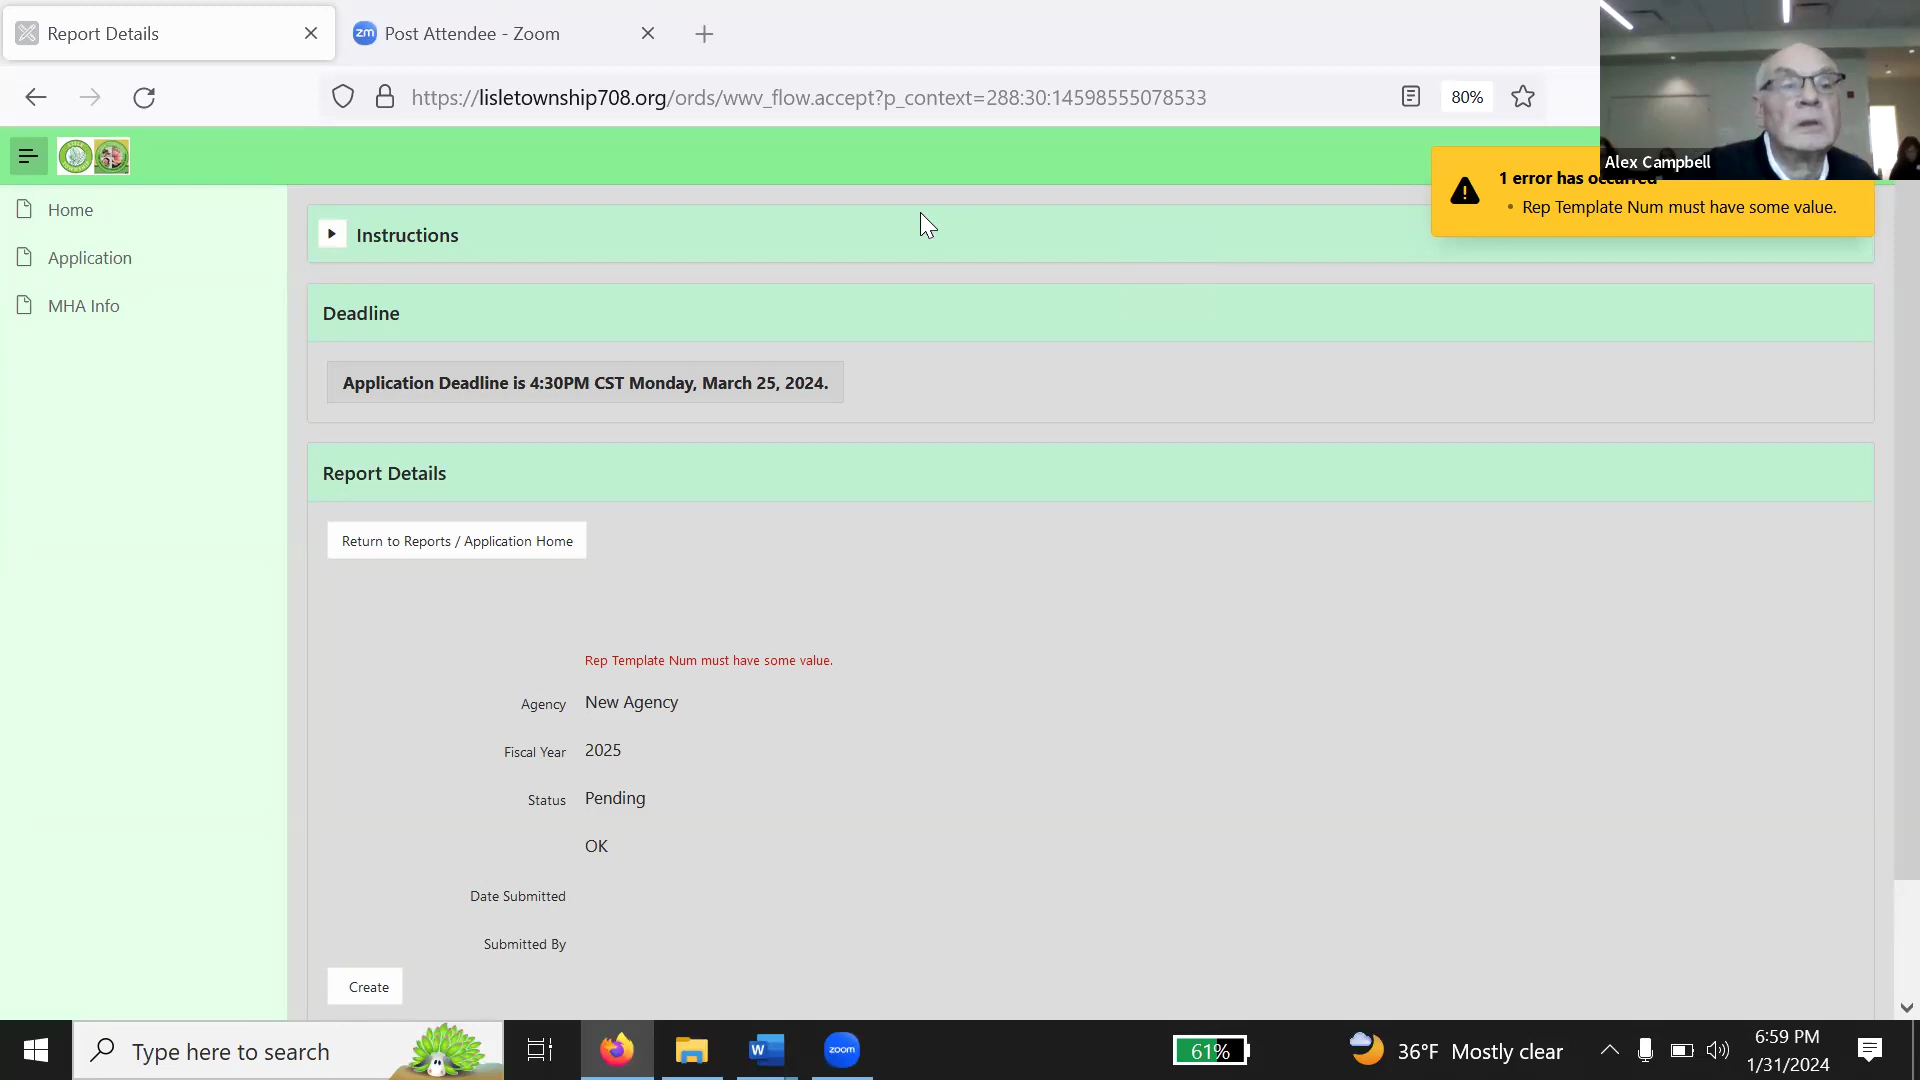 Report Details
zm Post Attendee - Zoom
https://lisletownship708.org/ords/wwv_flow.accept?p_context=288:30:14598555078533
80%
Alex Campbell
1 error has occurred
Rep Template Num must have some value.
Home
Application
MHA Info
Instructions
Deadline
Application Deadline is 4:30PM CST Monday, March 25, 2024.
Report Details
Return to Reports / Application Home
Rep Template Num must have some value.
Agency New Agency
Fiscal Year 2025
Status Pending
OK
Date Submitted
Submitted By
Create
Type here to search
W
zoom
61%
36°F Mostly clear
6:59 PM
1/31/2024